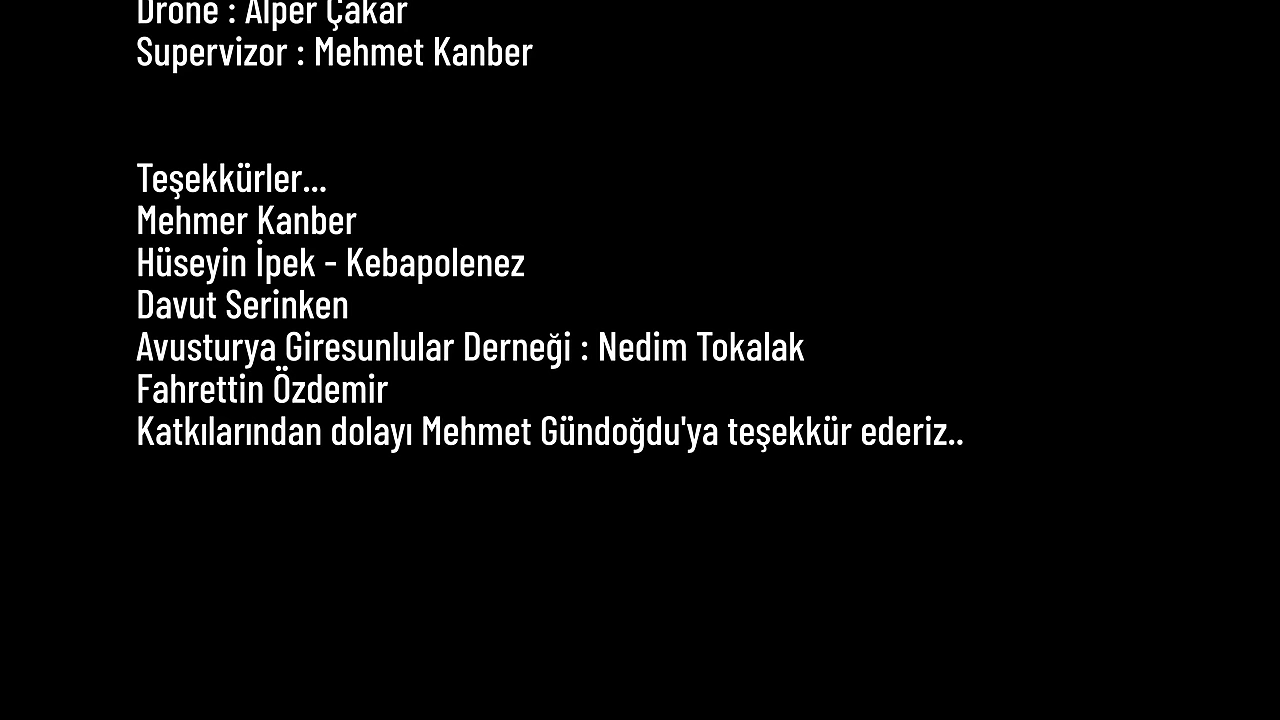 Drone : Alper Çakar
Supervizor : Mehmet Kanber
Teşekkürler...
Mehmer Kanber
Hüseyin İpek - Kebapolenez
Davut Serinken
Avusturya Giresunlular Derneği : Nedim Tokalak
Fahrettin Özdemir
Katkılarından dolayı Mehmet Gündoğdu'ya teşekkür ederiz..